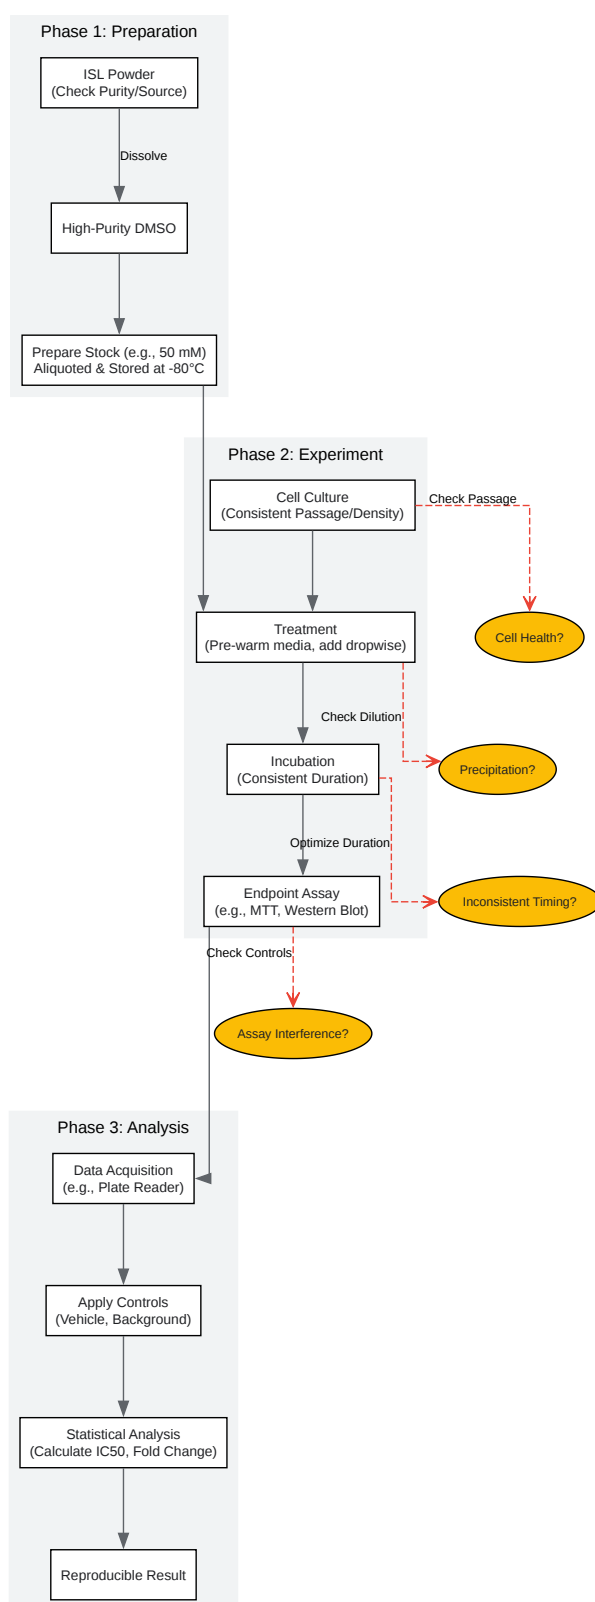 Phase 1: Preparation
ISL Powder
(Check Purity/Source)
Dissolve
High-Purity DMSO
Prepare Stock (e.g., 50 mM)
Aliquoted & Stored at -80°C
Phase 2: Experiment
Cell Culture
(Consistent Passage/Density)
Check Passage
Treatment
(Pre-warm media, add dropwise)
Cell Health?
Check Dilution
Incubation
(Consistent Duration)
Precipitation?
Optimize Duration
Endpoint Assay
(e.g., MTT, Western Blot)
Inconsistent Timing?
Check Controls
Assay Interference?
Phase 3: Analysis
Data Acquisition
(e.g., Plate Reader)
Apply Controls
(Vehicle, Background)
Statistical Analysis
(Calculate IC50, Fold Change)
Reproducible Result